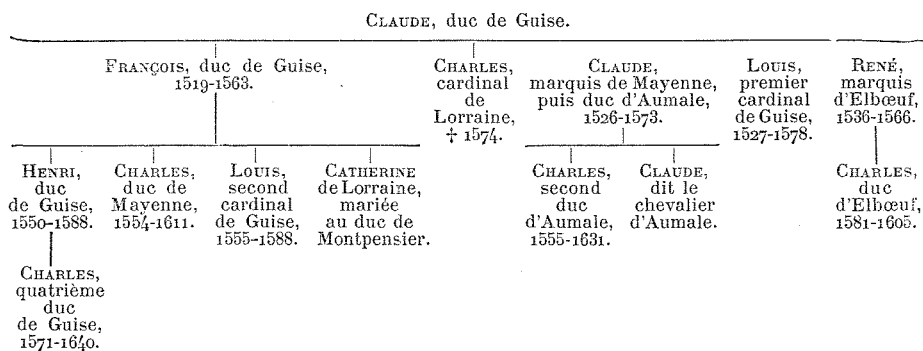 CLAUDE, duc de Guise.
FRANÇOIS, duc de Guise,
1519-1563.
CHARLES,
cardinal
de
Lorraine,
† 1574.
CLAUDE,
marquis de Mayenne,
puis duc d'Aumale,
1526-1573.
LOUIS,
premier
cardinal
de Guise,
1527-1578.
RENÉ,
marquis
d'Elbœuf,
1536-1566.
HENRI,
duc
de Guise,
1550-1588.
CHARLES,
duc de
Mayenne,
1554-1611.
LOUIS,
second
cardinal
de Guise,
1555-1588.
CATHERINE
de Lorraine,
mariée
au duc de
Montpensier.
CHARLES,
second
duc
d'Aumale,
1555-1631.
CLAUDE,
dit le
chevalier
d'Aumale.
CHARLES,
duc
d'Elbœuf,
1581-1605.
CHARLES,
quatrième
duc
de Guise,
1571-1640.